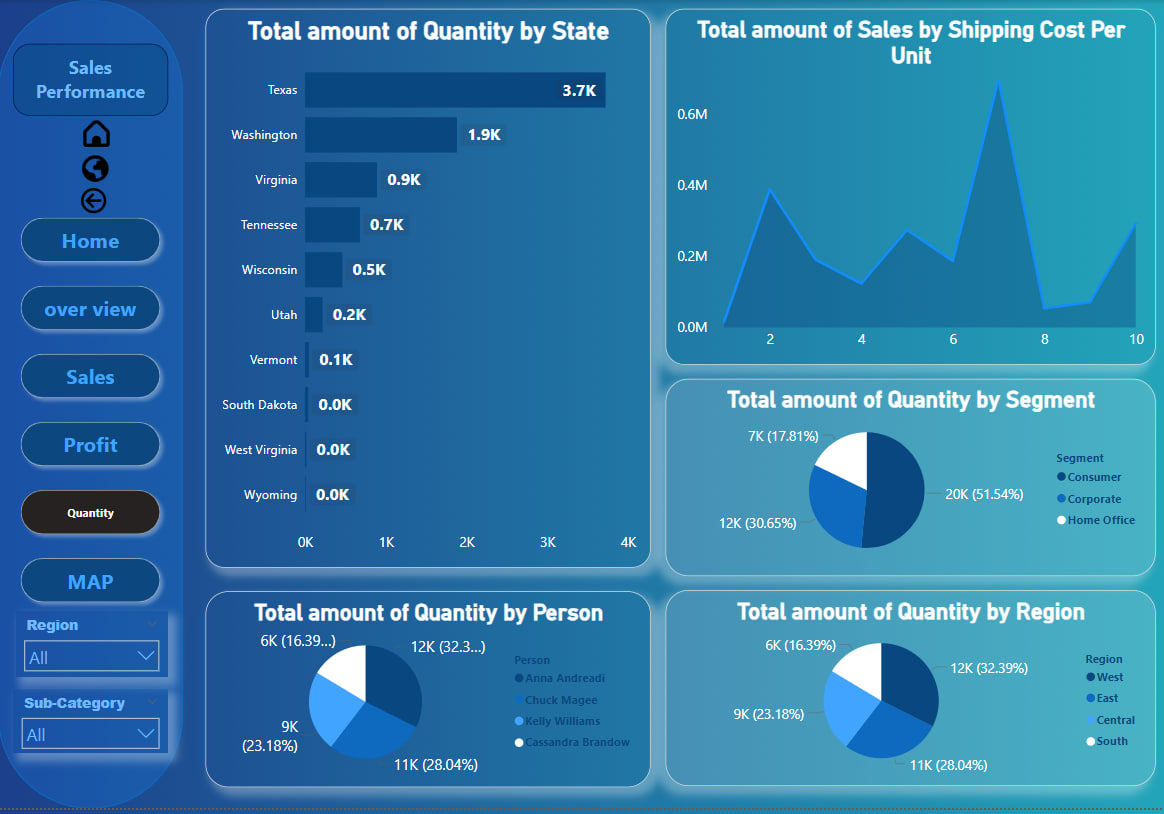 Sales
Performance
Home
over view
Sales
Profit
Quantity
MAP
Region
All
Sub-Category
All
Total amount of Quantity by State
Texas 3.7K
Washington 1.9K
Virginia 0.9K
Tennessee 0.7K
Wisconsin 0.5K
Utah 0.2K
Vermont 0.1K
South Dakota 0.0K
West Virginia 0.0K
Wyoming 0.0K
0K 1K 2K 3K 4K
Total amount of Sales by Shipping Cost Per
Unit
0.6M
0.4M
0.2M
0.0M
2 4 6 8 10
Total amount of Quantity by Segment
7K (17.81%)
20K (51.54%)
12K (30.65%)
Segment
Consumer
Corporate
Home Office
Total amount of Quantity by Person
6K (16.39...)
12K (32.3...)
9K
(23.18%)
11K (28.04%)
Person
Anna Andreadi
Chuck Magee
Kelly Williams
Cassandra Brandow
Total amount of Quantity by Region
6K (16.39%)
12K (32.39%)
9K (23.18%)
11K (28.04%)
Region
West
East
Central
South